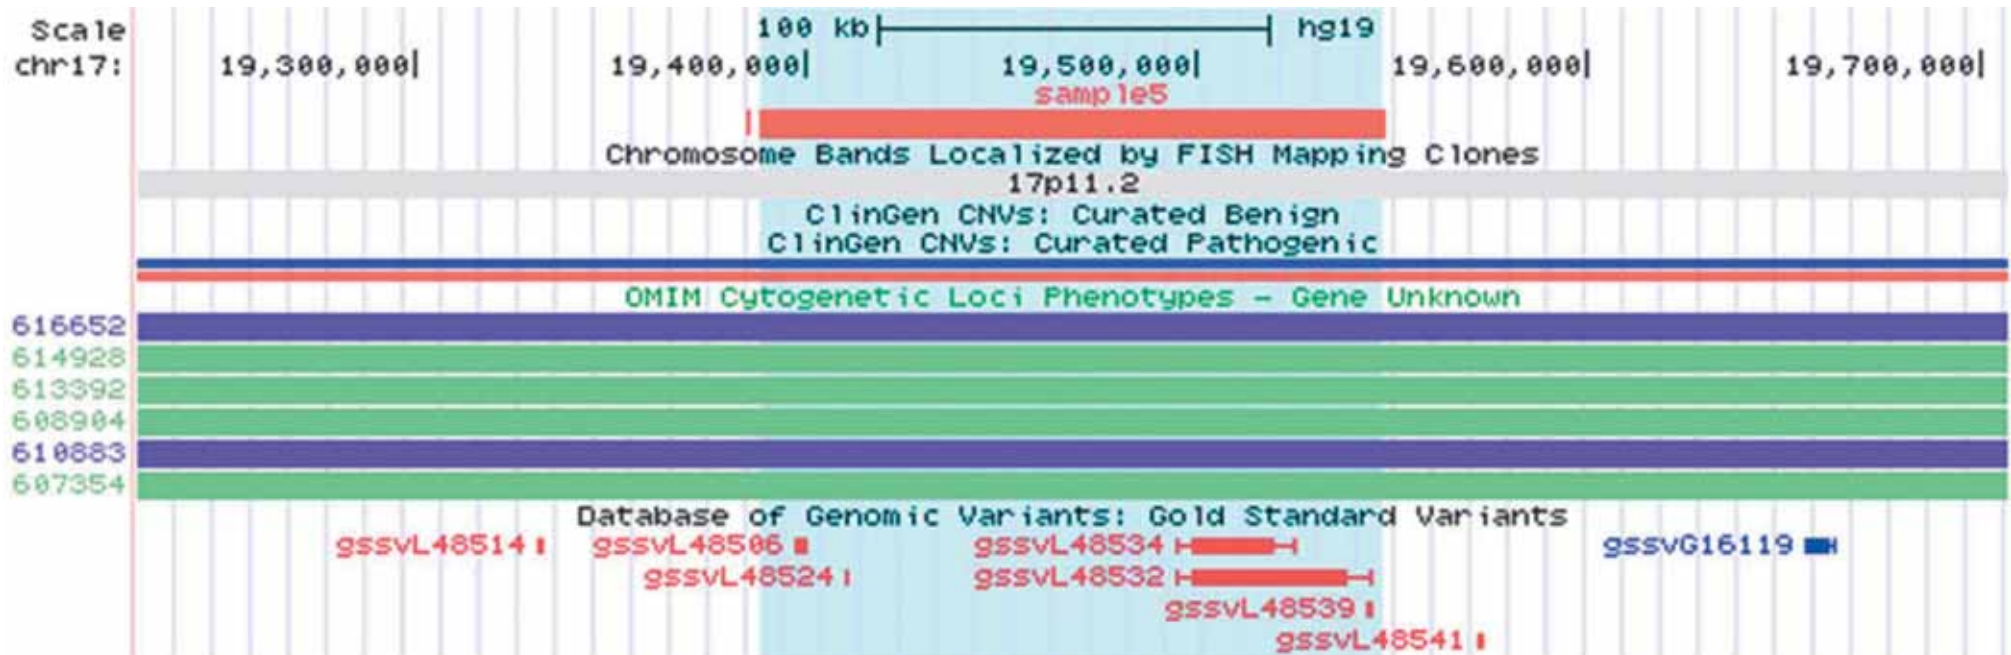 Scale 100 kb hg19
chr17: 19,300,000| 19,400,000| 19,500,000| 19,600,000| 19,700,000|
sample5
Chromosome Bands Localized by FISH Mapping Clones
17p11.2
ClinGen CNVs: Curated Benign
ClinGen CNVs: Curated Pathogenic
OMIM Cytogenetic Loci Phenotypes - Gene Unknown
616652
614928
613392
608904
610883
607354
Database of Genomic Variants: Gold Standard Variants
gssvL48514 gssvL48506 gssvL48534 gssvG16119
gssvL48524 gssvL48532
gssvL48539
gssvL48541